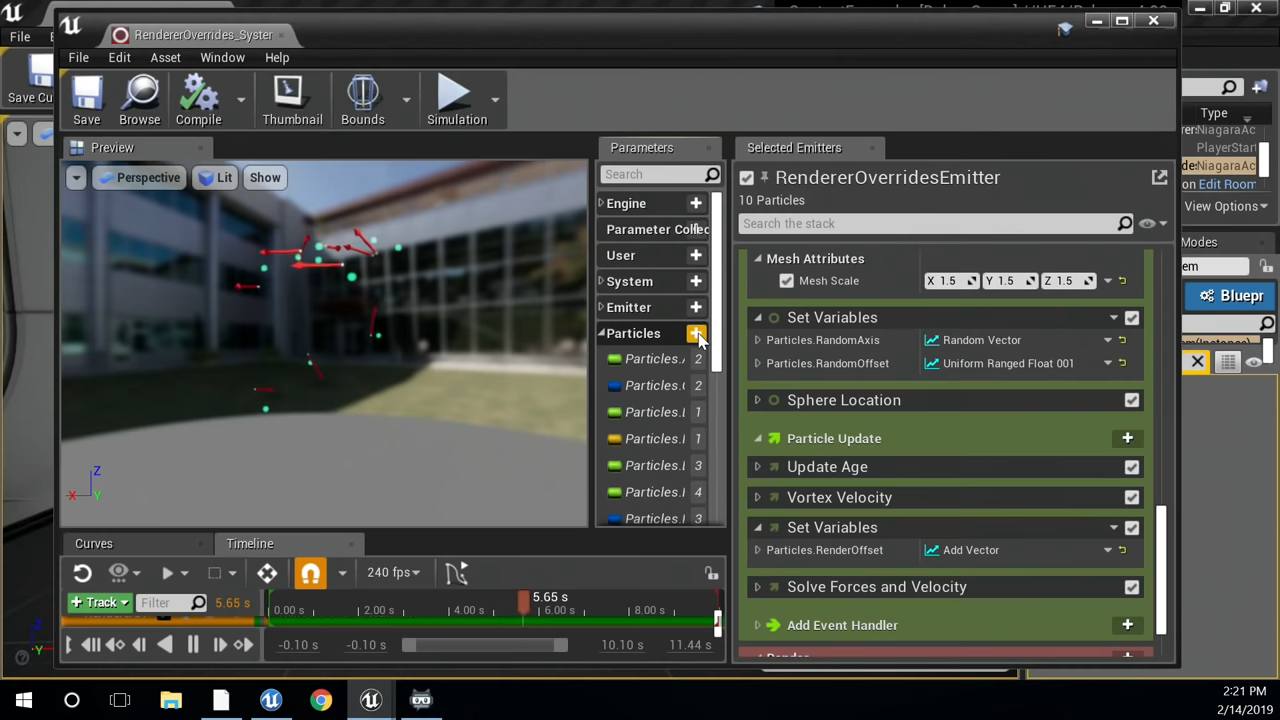 RendererOverrides_Syster
File Edit Asset Window Help
File
Save Browse Compile Thumbnail Bounds Simulation
Save Cu
Preview
Perspective Lit Show
Z
X Y
Parameters
Search
Engine
Parameter Collec
User
System
Emitter
Particles
Particles. 2
Particles. 2
Particles. 1
Particles. 1
Particles. 3
Particles. 4
Particles. 3
Selected Emitters
RendererOverridesEmitter
10 Particles
Search the stack
Mesh Attributes
Mesh Scale X 1.5 Y 1.5 Z 1.5
Set Variables
Particles.RandomAxis Random Vector
Particles.RandomOffset Uniform Ranged Float 001
Sphere Location
Particle Update
Update Age
Vortex Velocity
Set Variables
Particles.RenderOffset Add Vector
Solve Forces and Velocity
Add Event Handler
Type
NiagaraAc
PlayerStar
NiagaraAc
on Edit Room
View Options
Modes
em
Bluepr
Curves Timeline
240 fps
Track Filter 5.65 s
5.65 s
0.00 s 2.00 s 4.00 s 6.00 s 8.00 s
-0.10 s -0.10 s 10.10 s 11.44 s
2:21 PM
2/14/2019